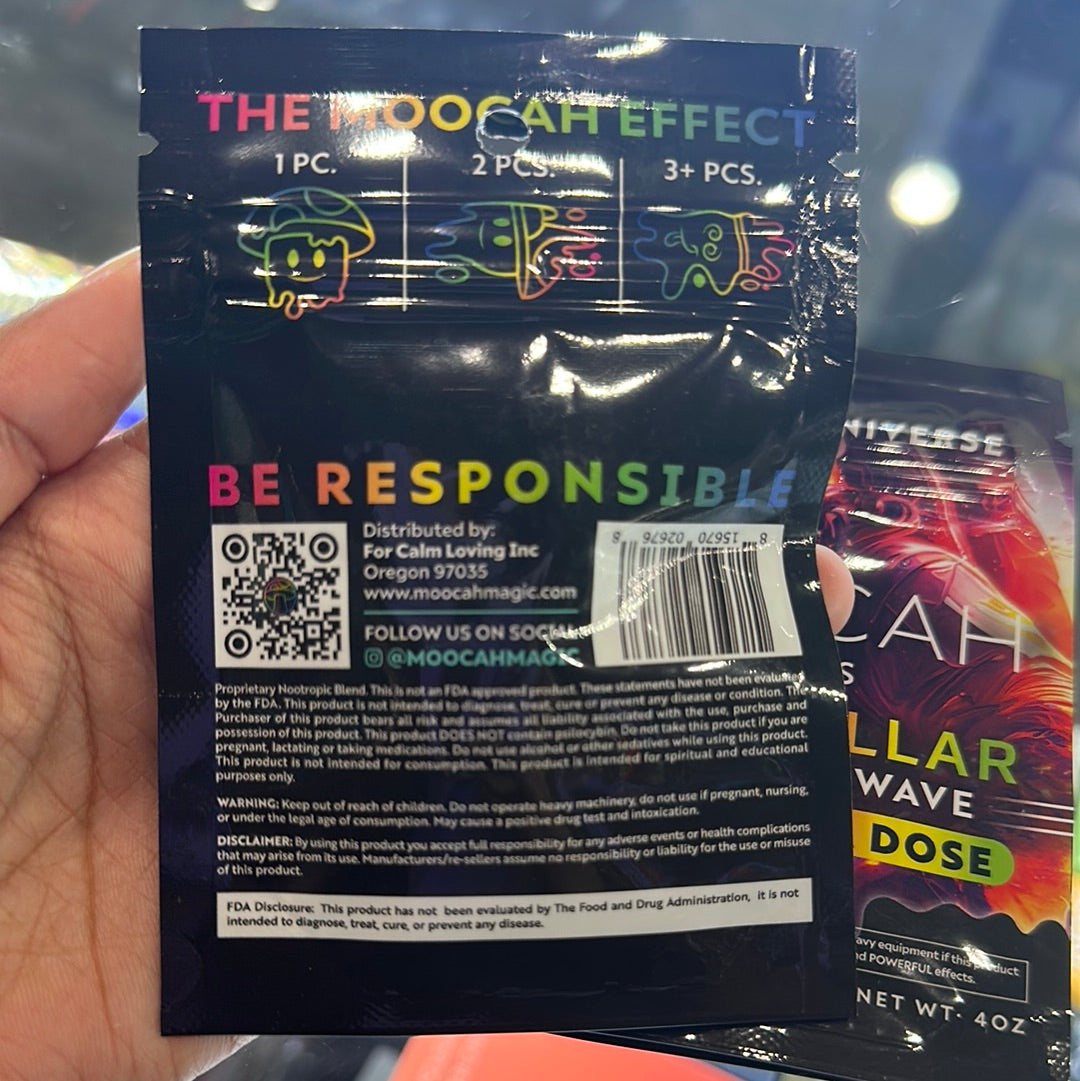 THE MOOCAH EFFECT
1 PC.
2 PCS.
3+ PCS.
BE RESPONSIBLE
Distributed by:
For Calm Loving Inc
Oregon 97035
www.moocahmagic.com
FOLLOW US ON SOCIAL
@MOOCAHMAGIC
8 15670 02676 8
Proprietary Nootropic Blend. This is not an FDA approved product. These statements have not been evaluated
by the FDA. This product is not intended to diagnose, treat, cure or prevent any disease or condition. The
Purchaser of this product bears all risk and assumes all liability associated with the use, purchase and
possession of this product. This product DOES NOT contain psilocybin. Do not take this product if you are
pregnant, lactating or taking medications. Do not use alcohol or other sedatives while using this product.
This product is not intended for consumption. This product is intended for spiritual and educational
purposes only.
WARNING: Keep out of reach of children. Do not operate heavy machinery, do not use if pregnant, nursing,
or under the legal age of consumption. May cause a positive drug test and intoxication.
DISCLAIMER: By using this product you accept full responsibility for any adverse events or health complications
that may arise from its use. Manufacturers/re-sellers assume no responsibility or liability for the use or misuse
of this product.
FDA Disclosure: This product has not been evaluated by The Food and Drug Administration, it is not
intended to diagnose, treat, cure, or prevent any disease.
NIVERSE
CAH
S
LLAR
WAVE
DOSE
avy equipment if this product
nd POWERFUL effects.
NET WT. 4OZ